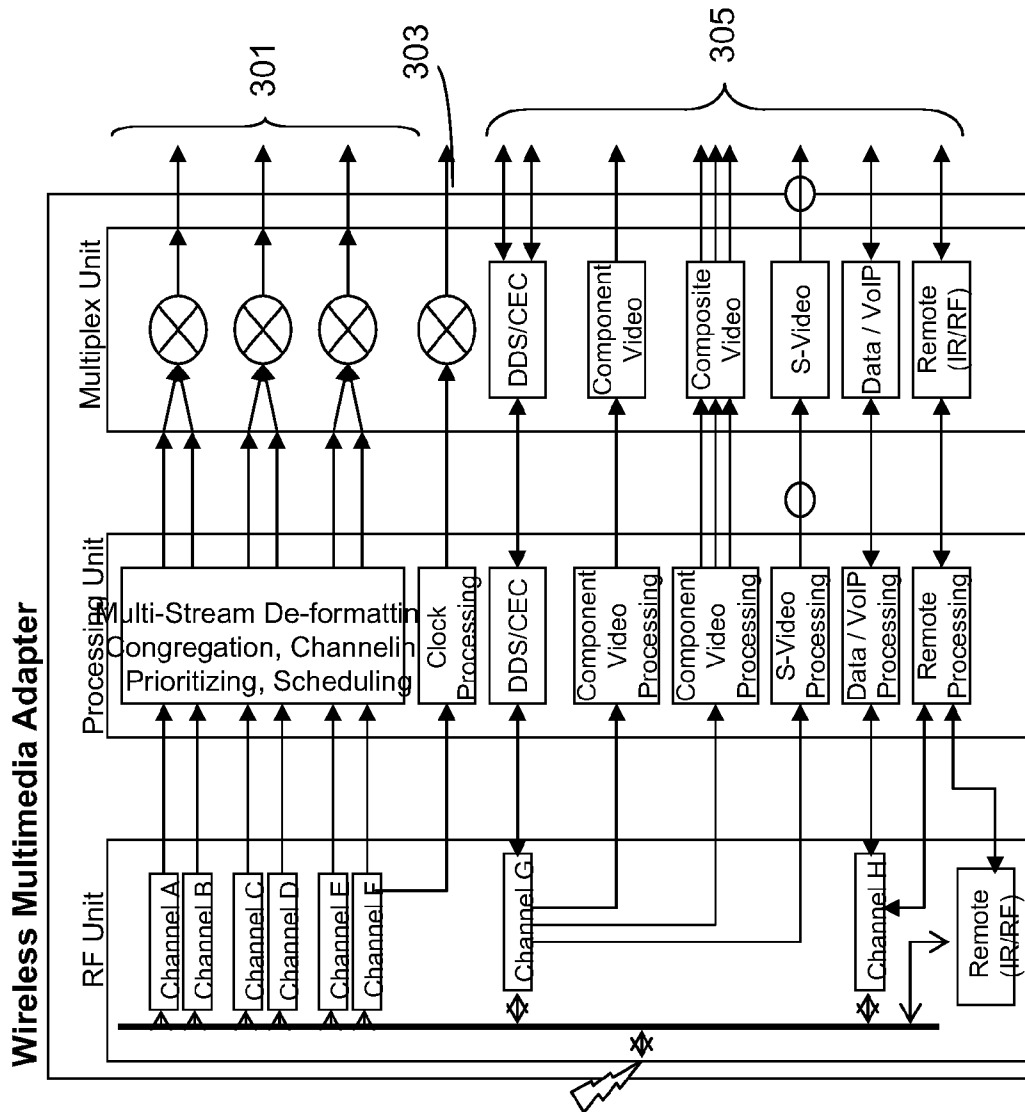 Wireless Multimedia Adapter
RF Unit
Channel A
Channel B
Channel C
Channel D
Channel E
Channel F
Channel G
Channel H
Remote
(IR/RF)
Processing Unit
Multi-Stream De-formattin
Congregation, Channelin
Prioritizing, Scheduling
Clock
Processing
DDS/CEC
Component
Video
Processing
Component
Video
Processing
S-Video
Processing
Data / VoIP
Processing
Remote
Processing
Multiplex Unit
DDS/CEC
Component
Video
Composite
Video
S-Video
Data / VoIP
Remote
(IR/RF)
301
303
305